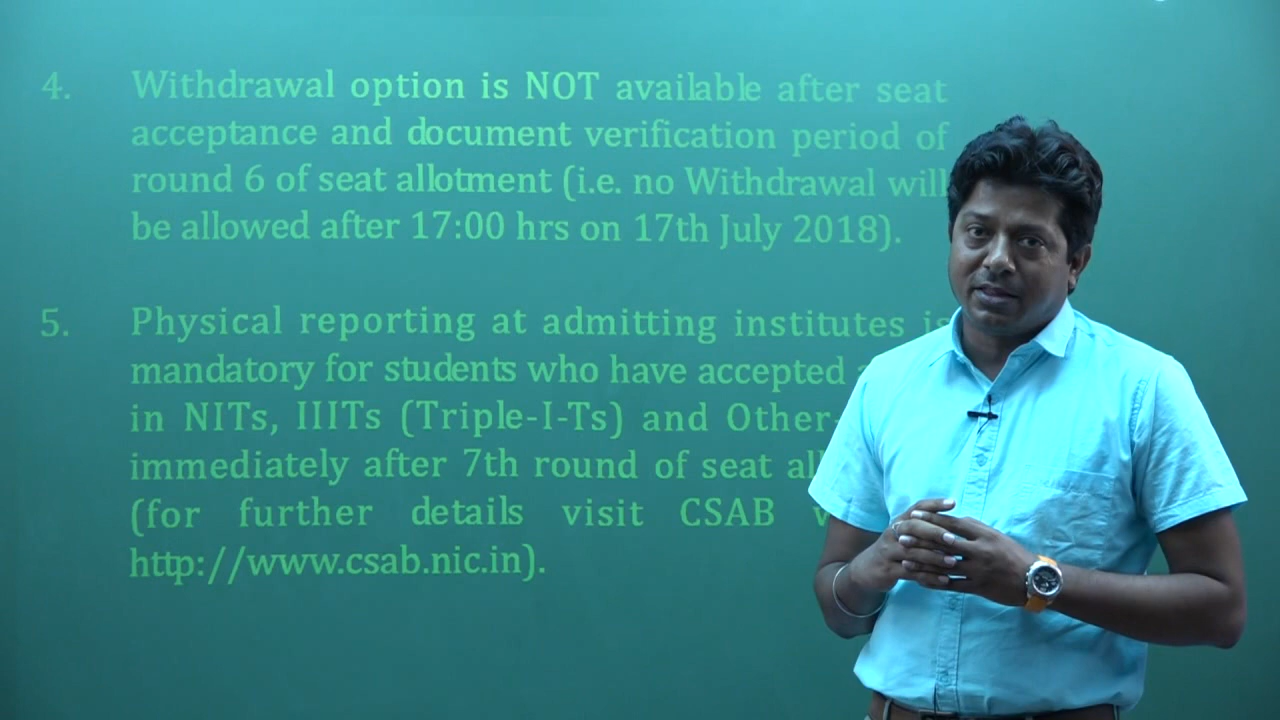 4. Withdrawal option is NOT available after seat
acceptance and document verification period of
round 6 of seat allotment (i.e. no Withdrawal will
be allowed after 17:00 hrs on 17th July 2018).
5. Physical reporting at admitting institutes is
mandatory for students who have accepted
in NITs, IIITs (Triple-I-Ts) and Other-
immediately after 7th round of seat
(for further details visit CSAB
http://www.csab.nic.in).